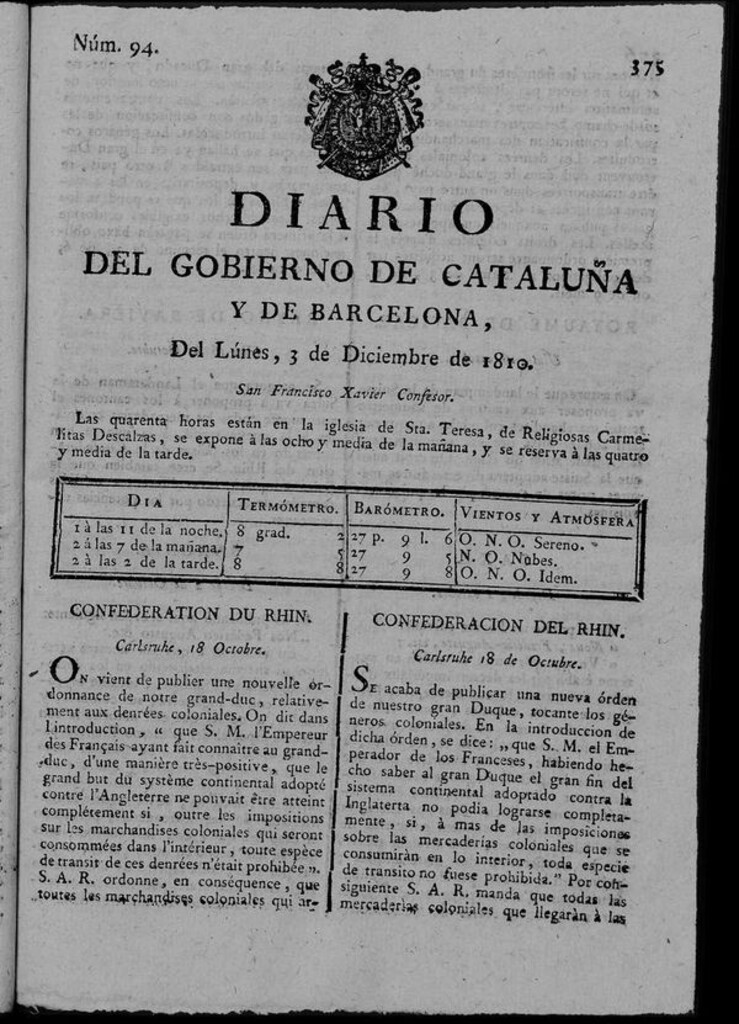 Núm. 94.
375
DIARIO
DEL GOBIERNO DE CATALUÑA
Y DE BARCELONA,
Del Lúnes, 3 de Diciembre de 1810.
San Francisco Xavier Confesor.
Las quarenta horas están en la iglesia de Sta. Teresa, de Religiosas Carme-
litas Descalzas, se expone à las ocho y media de la mañana, y se reserva à las quatro
y media de la tarde.
DIA TERMÓMETRO. BARÓMETRO. VIENTOS Y ATMÓSFERA
1 à las 11 de la noche. 8 grad. 2 27 p. 9 l. 6 O. N. O. Sereno.
2 à las 7 de la mañana. 7 5 27 9 5 N. O. Nubes.
2 à las 2 de la tarde. 8 8 27 9 8 O. N. O. Idem.
CONFEDERATION DU RHIN.
Carlsruhe, 18 Octobre.
ON vient de publier une nouvelle or-
donnance de notre grand-duc, relative-
ment aux denrées coloniales. On dit dans
l'introduction, “ que S. M. l'Empereur
des Français ayant fait connaitre au grand-
duc, d'une manière très-positive, que le
grand but du système continental adopté
contre l'Angleterre ne pouvait être atteint
complétement si, outre les impositions
sur les marchandises coloniales qui seront
consommées dans l'intérieur, toute espèce
de transit de ces denrées n'était prohibée ”.
S. A. R. ordonne, en conséquence, que
toutes les marchandises coloniales qui ar-
CONFEDERACION DEL RHIN.
Carlsruhe 18 de Octubre.
SE acaba de publicar una nueva órden
de nuestro gran Duque, tocante los gé-
neros coloniales. En la introduccion de
dicha órden, se dice: „que S. M. el Em-
perador de los Franceses, habiendo he-
cho saber al gran Duque el gran fin del
sistema continental adoptado contra la
Inglaterra no podia lograrse completa-
mente, si, à mas de las imposiciones
sobre las mercaderías coloniales que se
consumiràn en lo interior, toda especie
de transito no fuese prohibida.” Por con-
siguiente S. A. R. manda que todas las
mercaderías coloniales que llegaràn à las